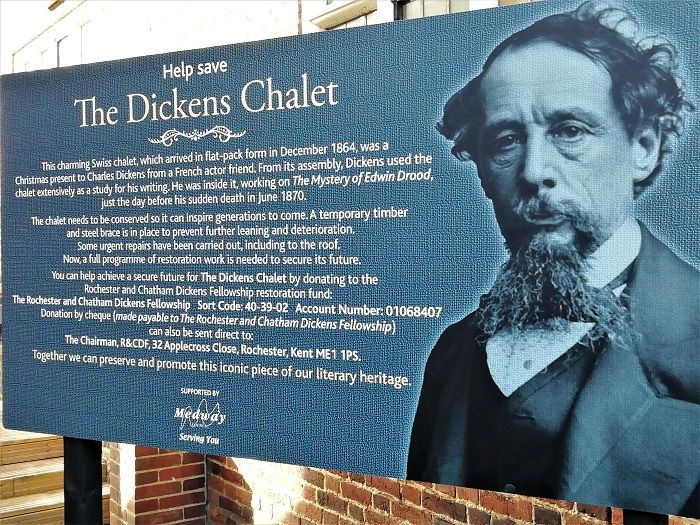 Help save
The Dickens Chalet
This charming Swiss chalet, which arrived in flat-pack form in December 1864, was a
Christmas present to Charles Dickens from a French actor friend. From its assembly, Dickens used the
chalet extensively as a study for his writing. He was inside it, working on The Mystery of Edwin Drood,
just the day before his sudden death in June 1870.
The chalet needs to be conserved so it can inspire generations to come. A temporary timber
and steel brace is in place to prevent further leaning and deterioration.
Some urgent repairs have been carried out, including to the roof.
Now, a full programme of restoration work is needed to secure its future.
You can help achieve a secure future for The Dickens Chalet by donating to the
Rochester and Chatham Dickens Fellowship restoration fund:
The Rochester and Chatham Dickens Fellowship Sort Code: 40-39-02 Account Number: 01068407
Donation by cheque (made payable to The Rochester and Chatham Dickens Fellowship)
can also be sent direct to:
The Chairman, R&CDF, 32 Applecross Close, Rochester, Kent ME1 1PS.
Together we can preserve and promote this iconic piece of our literary heritage.
SUPPORTED BY
Medway
Serving You